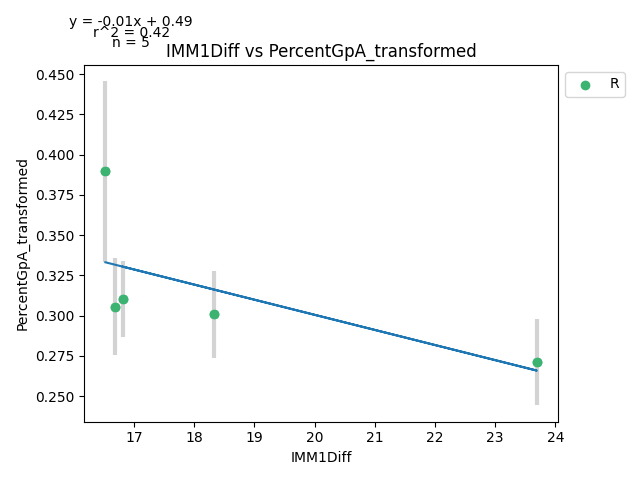 y = -0.01x + 0.49
r^2 = 0.42
n = 5
IMM1Diff vs PercentGpA_transformed
R
PercentGpA_transformed
0.450
0.425
0.400
0.375
0.350
0.325
0.300
0.275
0.250
17 18 19 20 21 22 23 24
IMM1Diff